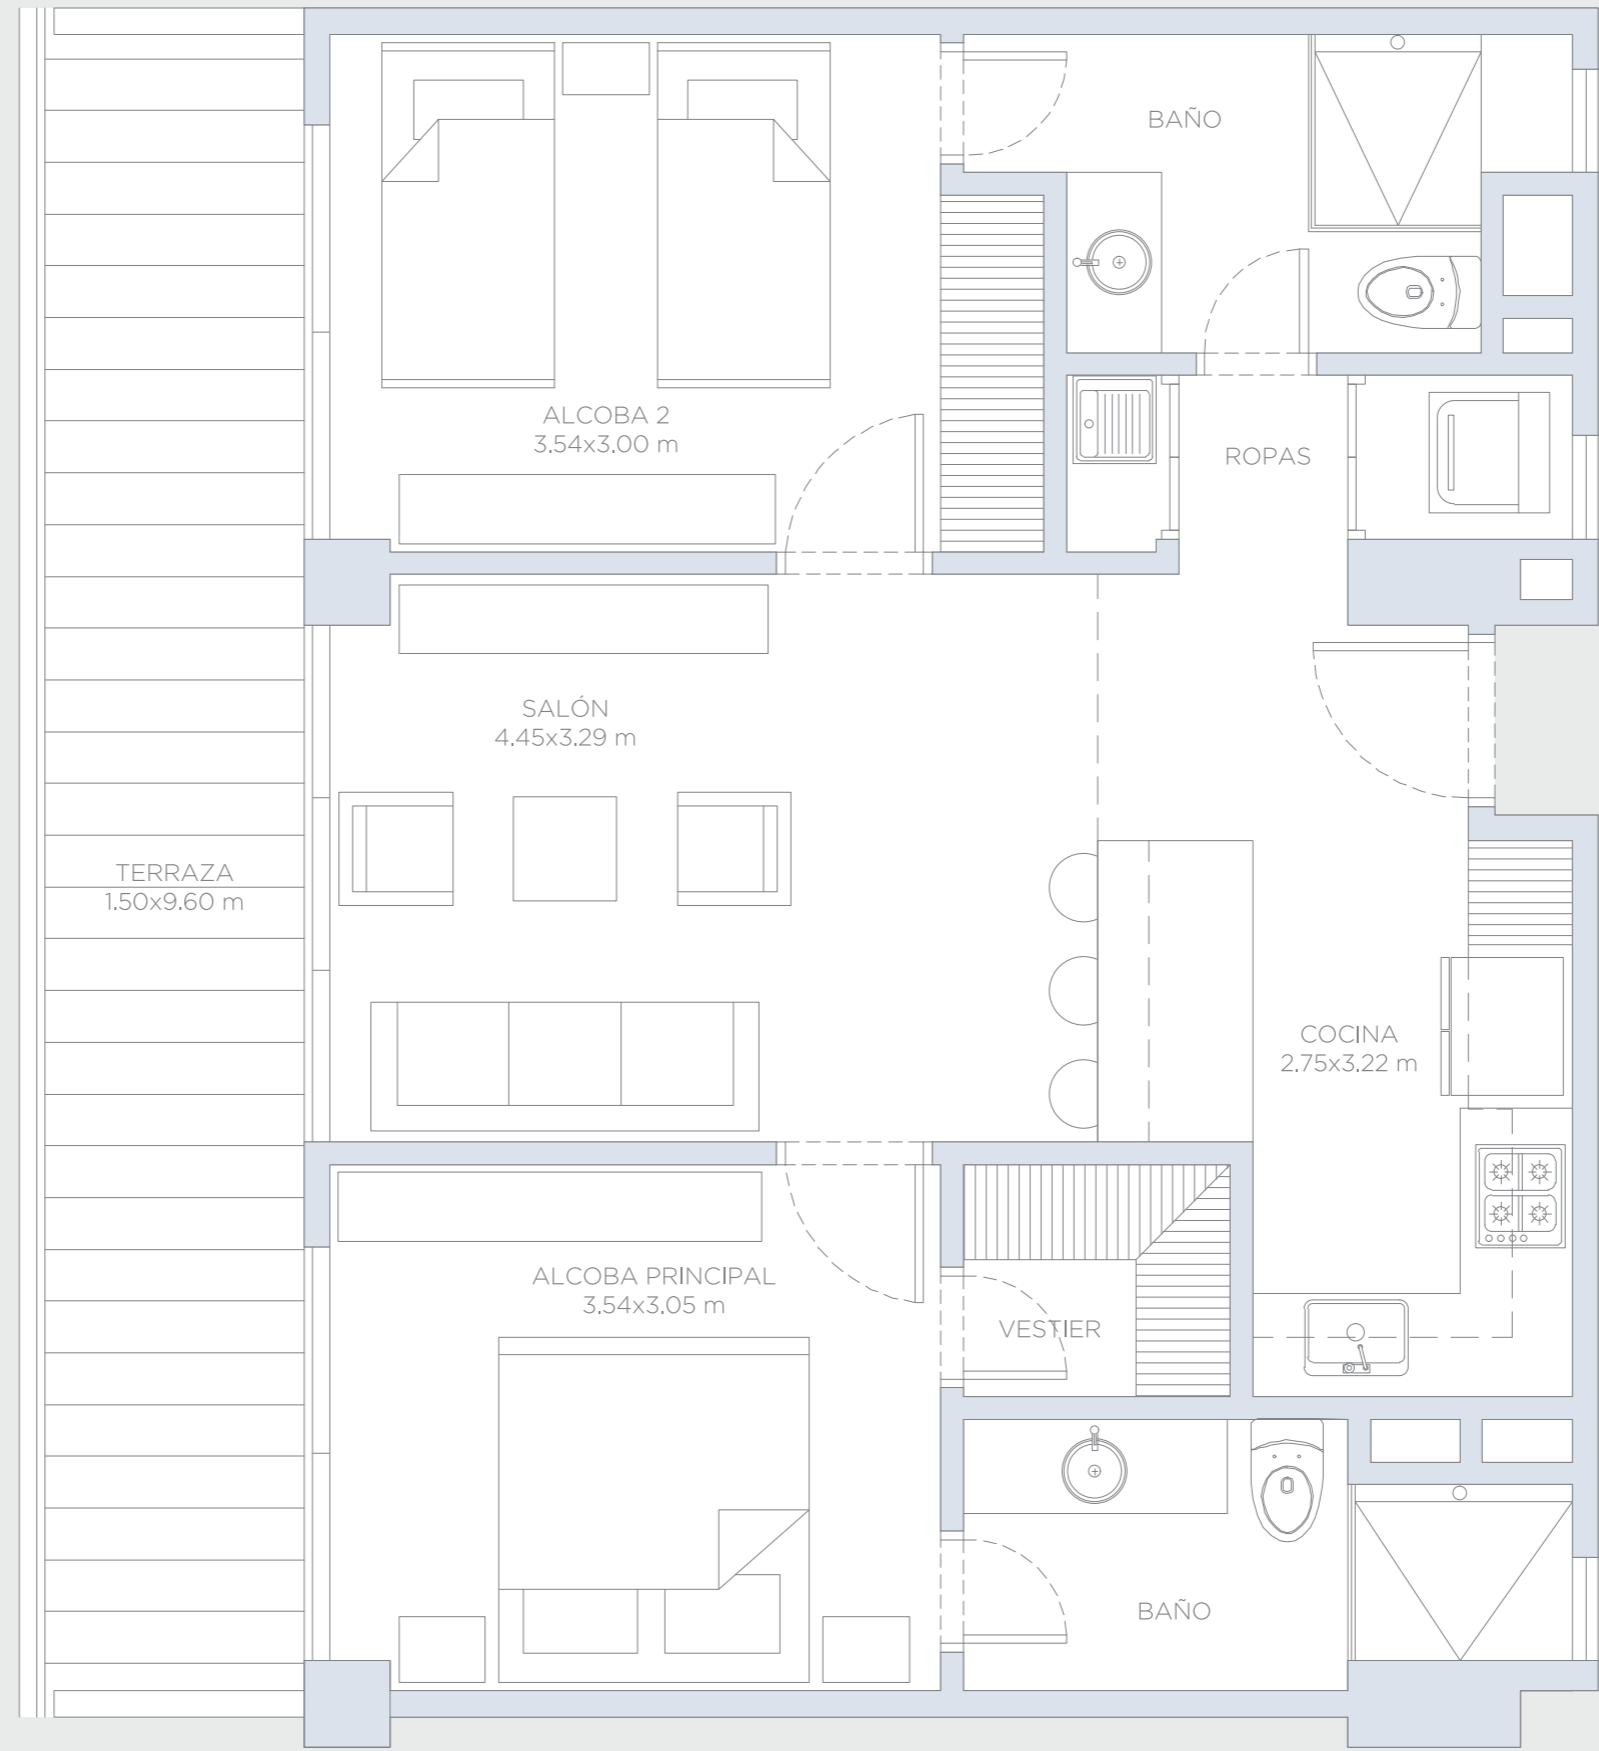 BAÑO
ALCOBA 2
3.54x3.00 m
ROPAS
SALÓN
4.45x3.29 m
TERRAZA
1.50x9.60 m
COCINA
2.75x3.22 m
ALCOBA PRINCIPAL
3.54x3.05 m
VESTIER
BAÑO